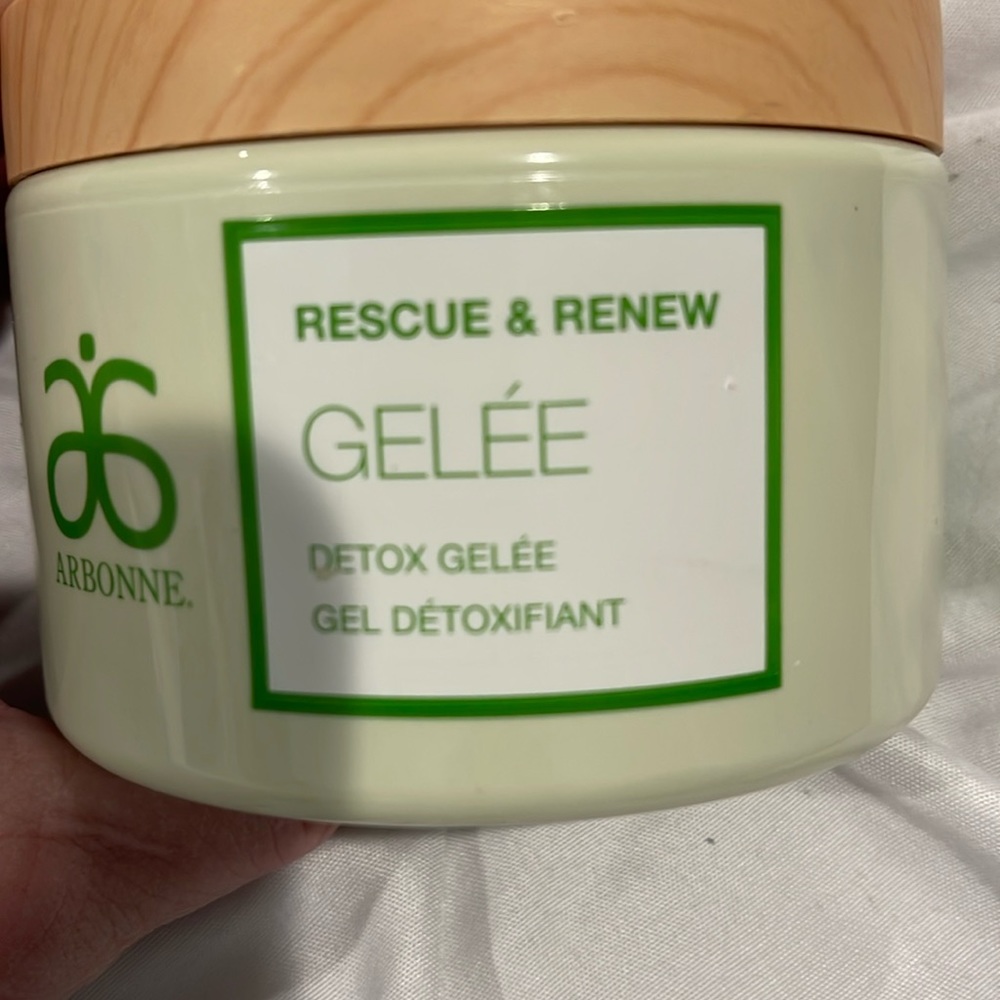 RESCUE & RENEW
GELÉE
DETOX GELÉE
GEL DÉTOXIFIANT
ARBONNE.